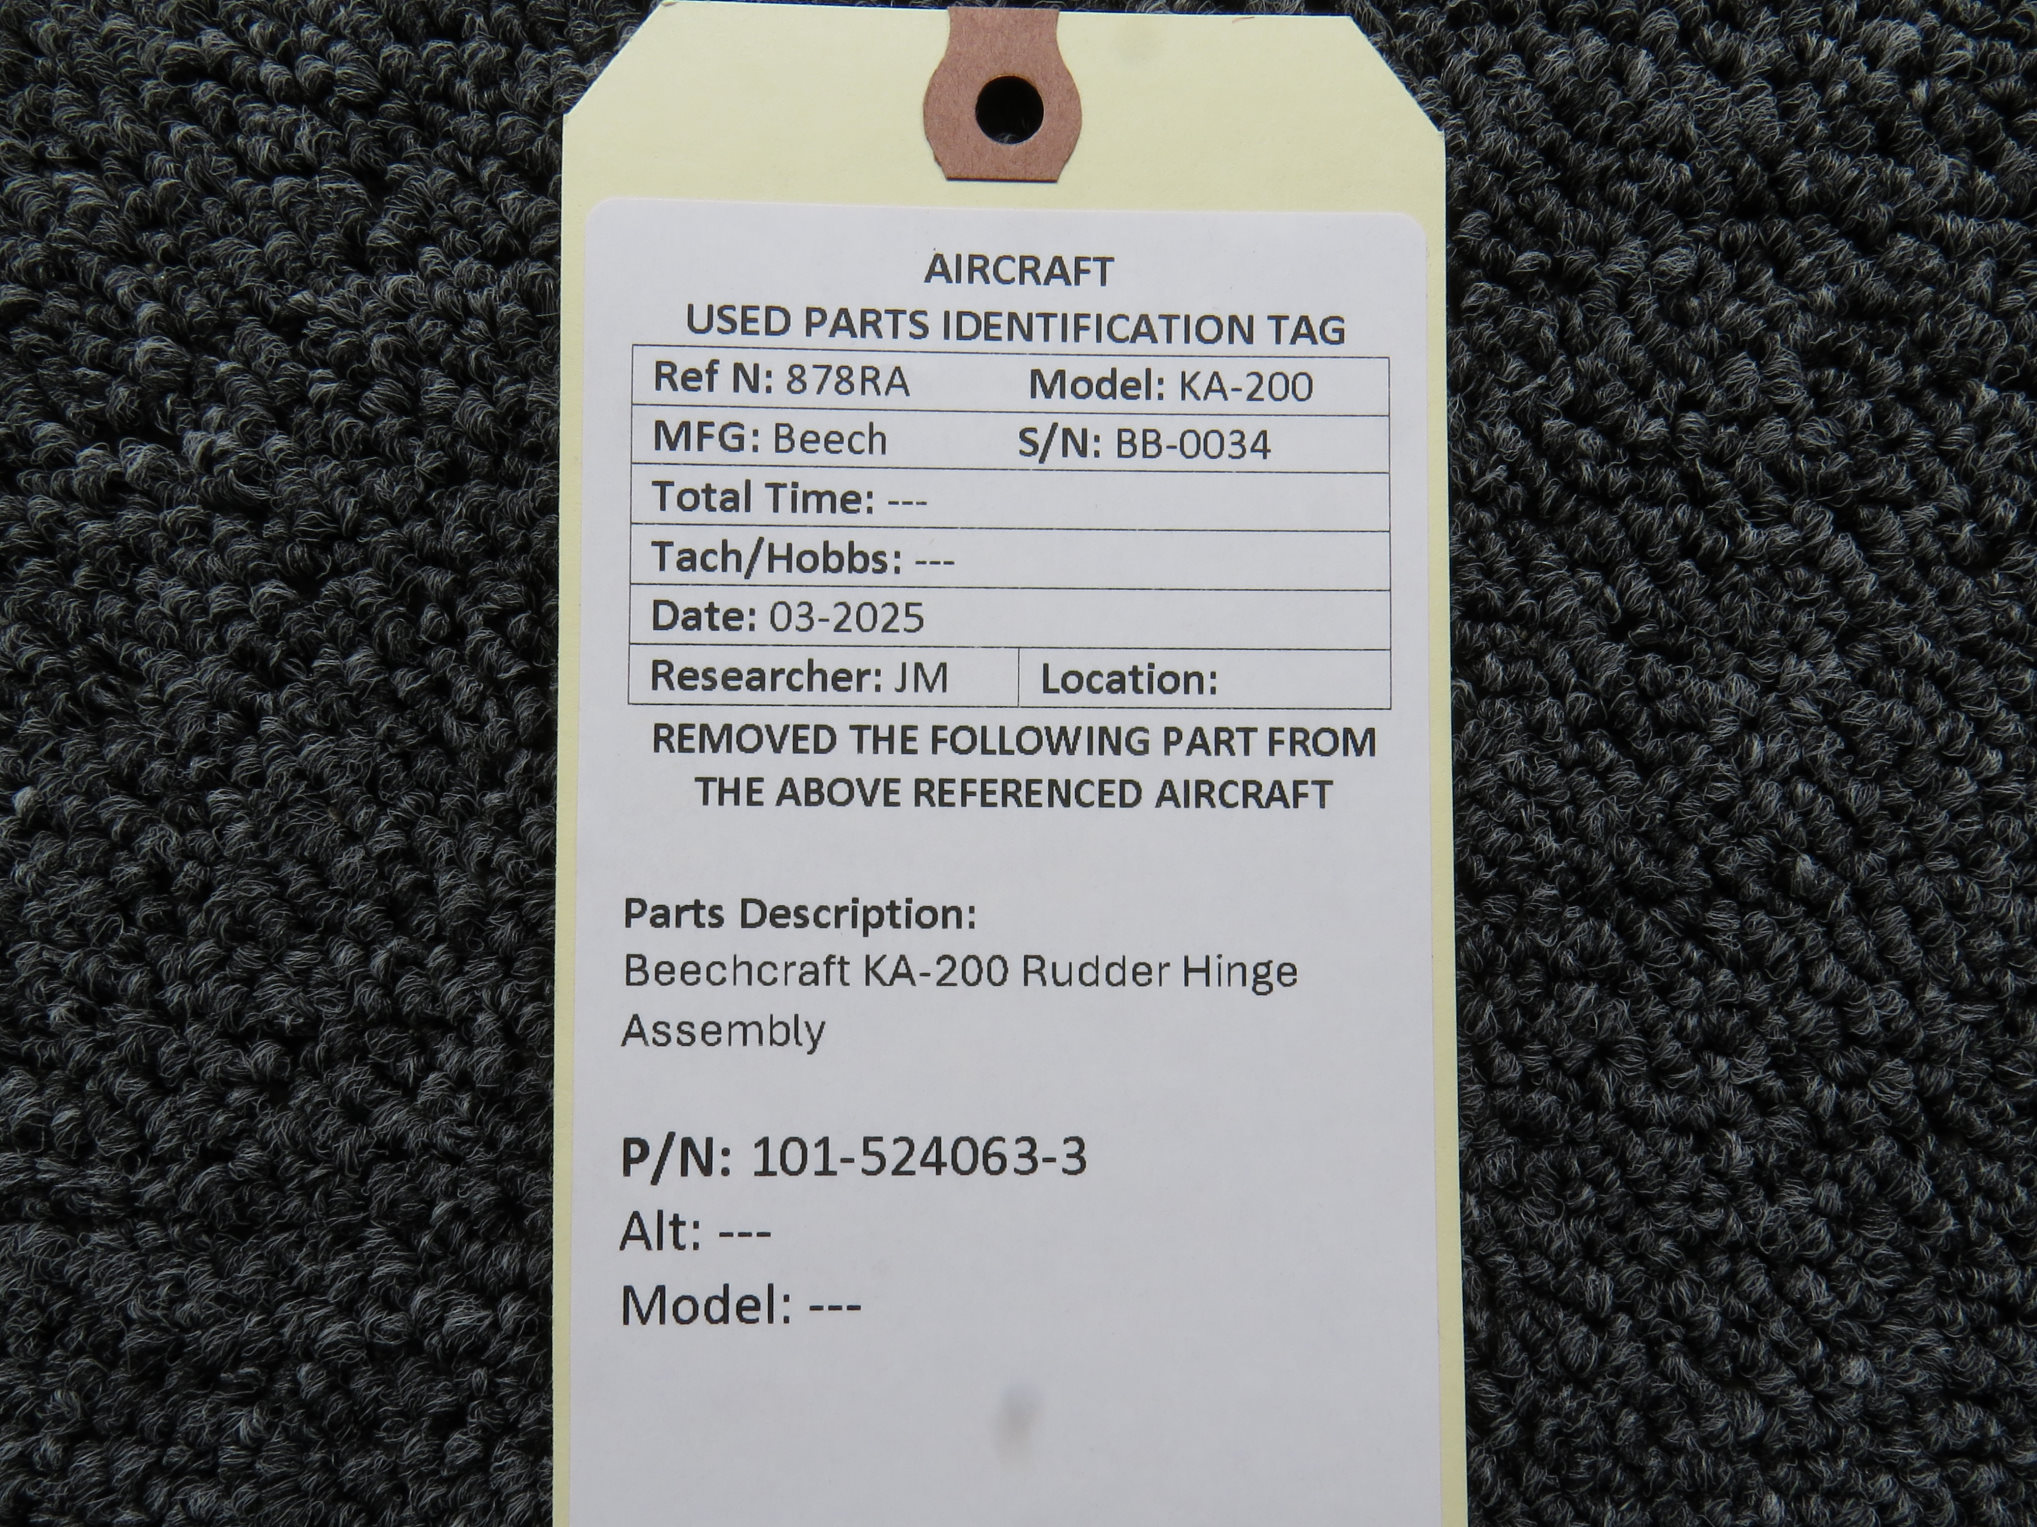 AIRCRAFT
USED PARTS IDENTIFICATION TAG
Ref N: 878RA Model: KA-200
MFG: Beech S/N: BB-0034
Total Time: ---
Tach/Hobbs: ---
Date: 03-2025
Researcher: JM Location:
REMOVED THE FOLLOWING PART FROM
THE ABOVE REFERENCED AIRCRAFT
Parts Description:
Beechcraft KA-200 Rudder Hinge
Assembly
P/N: 101-524063-3
Alt: ---
Model: ---